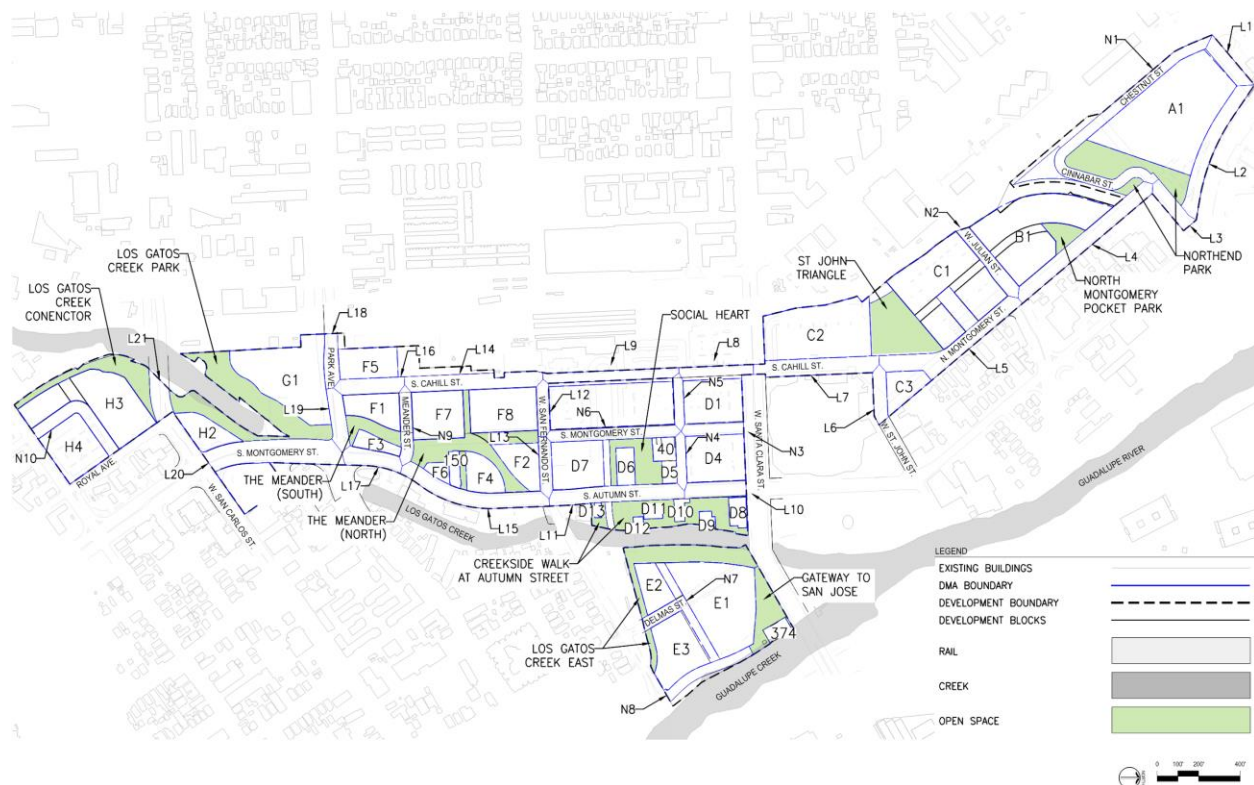 L1
N1
CHESTNUT ST.
A1
CINNABAR ST.
L2
N2
L3
NORTHEND
PARK
W. JULIAN ST.
B1
L4
C1
NORTH
MONTGOMERY
POCKET PARK
ST JOHN
TRIANGLE
N. MONTGOMERY ST.
L5
LOS GATOS
CREEK PARK
LOS GATOS
CREEK
CONENCTOR
L21
L18
PARK AVE.
L16
L14
L9
L8
SOCIAL HEART
C2
S. CAHILL ST.
F5
G1
S. CAHILL ST.
L12
N5
L7
C3
L6
W. ST. JOHN ST.
L19
F1
MEANDER ST.
F7
F8
W. SAN FERNANDO ST.
N6
D1
W. SANTA CLARA ST.
H3
H2
N10
H4
ROYAL AVE.
S. MONTGOMERY ST.
F3
N9
L13
S. MONTGOMERY ST.
40
N4
N3
L20
W. SAN CARLOS ST.
THE MEANDER
(SOUTH)
L17
150
F6
F4
F2
D7
D6
D5
D4
THE MEANDER
(NORTH)
LOS GATOS CREEK
L15
L11
S. AUTUMN ST.
D13
D12
D11
D10
D9
D8
L10
GUADALUPE RIVER
CREEKSIDE WALK
AT AUTUMN STREET
E2
N7
E1
DELMAS ST.
GATEWAY TO
SAN JOSE
LOS GATOS
CREEK EAST
E3
374
N8
GUADALUPE CREEK
LEGEND
EXISTING BUILDINGS
DMA BOUNDARY
DEVELOPMENT BOUNDARY
DEVELOPMENT BLOCKS
RAIL
CREEK
OPEN SPACE
0 100' 200' 400'